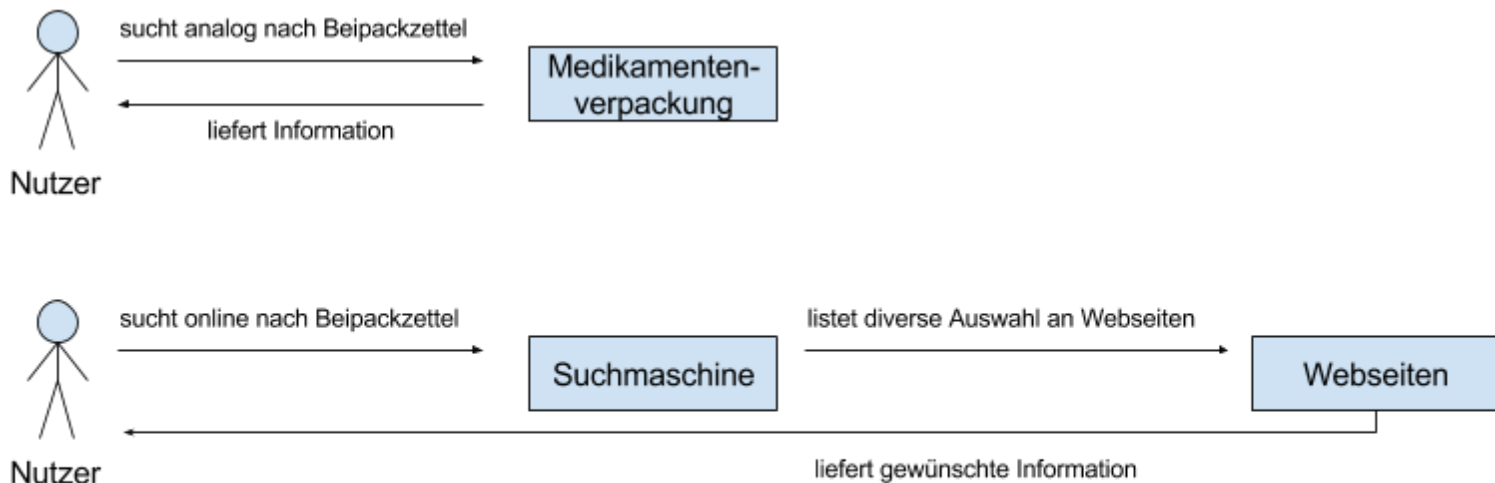 sucht analog nach Beipackzettel
Medikamenten-
verpackung
liefert Information
Nutzer
sucht online nach Beipackzettel
listet diverse Auswahl an Webseiten
Suchmaschine
Webseiten
liefert gewünschte Information
Nutzer